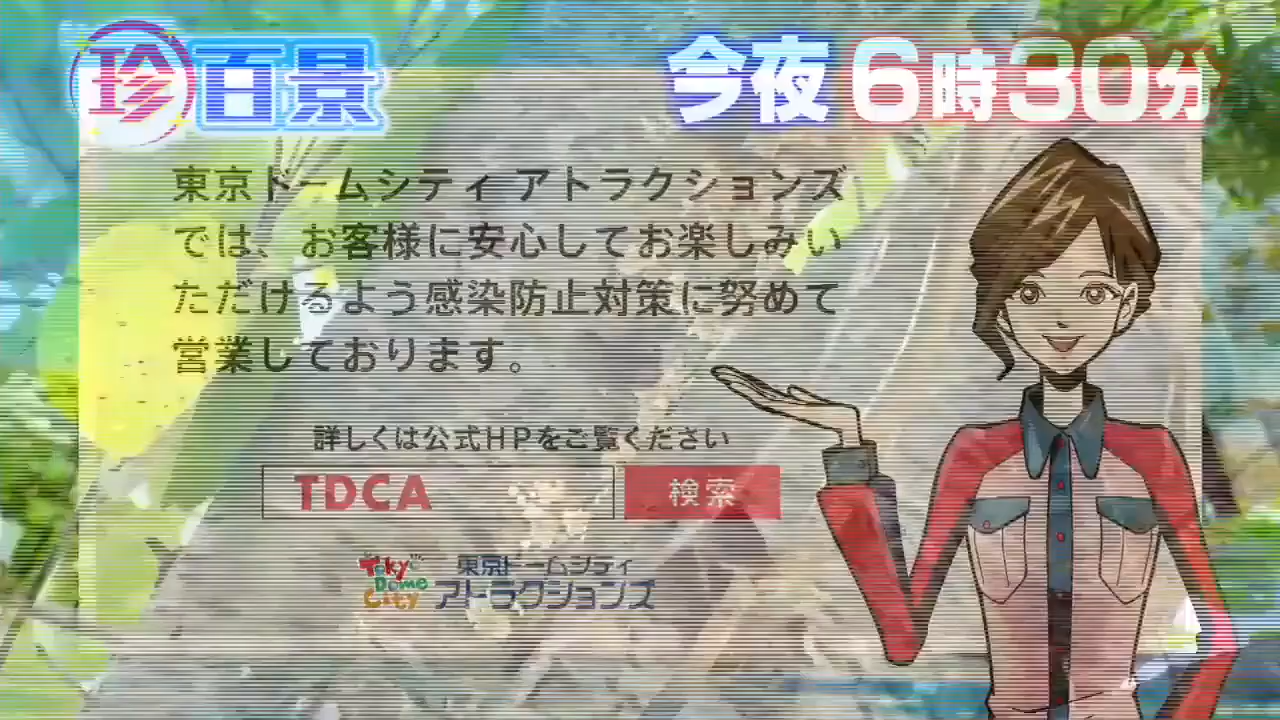 珍百景
今夜6時30分
東京ドームシティ アトラクションズ
では、お客様に安心してお楽しみい
ただけるよう感染防止対策に努めて
営業しております。
詳しくは公式HPをご覧ください
TDCA
検索
Tokyo
Dome
City
東京ドームシティ
アトラクションズ